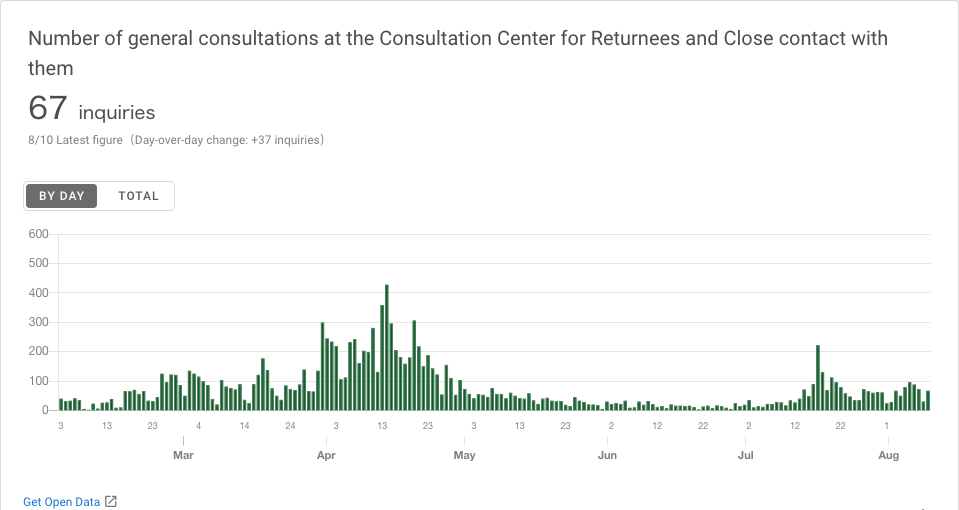 Number of general consultations at the Consultation Center for Returnees and Close contact with
them
67 inquiries
8/10 Latest figure (Day-over-day change: +37 inquiries)
BY DAY TOTAL
600
500
400
300
200
100
0
3 13 23 4 14 24 3 13 23 3 13 23 2 12 22 2 12 22 1
Mar Apr May Jun Jul Aug
Get Open Data